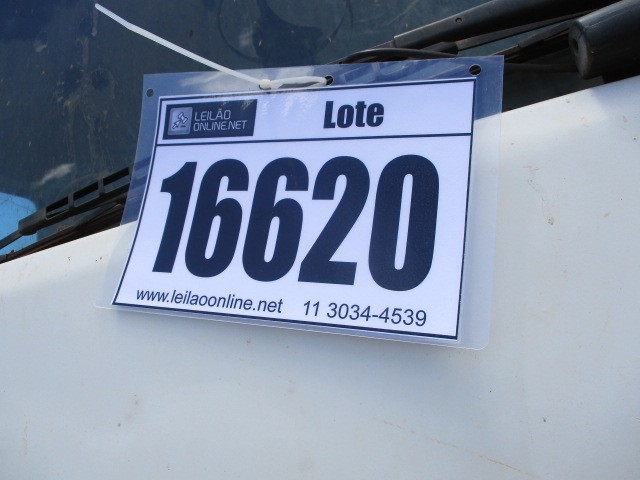 LEILÃO
ONLINE.NET
Lote
16620
www.leilaoonline.net 11 3034-4539